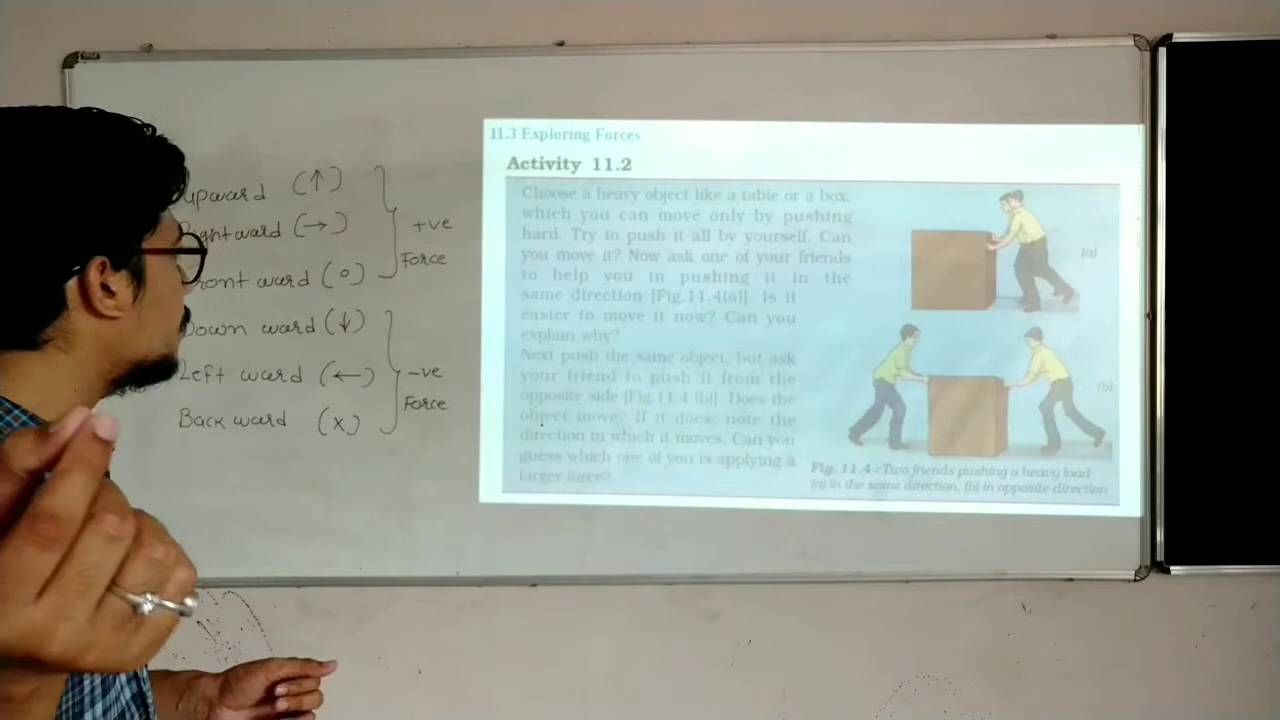 upward (↑)
Rightward (→)
Front ward (o)
+ve
Force
Down ward (↓)
Left ward (←)
Back ward (x)
-ve
Force
11.3 Exploring Forces
Activity 11.2
Choose a heavy object like a table or a box,
which you can move only by pushing
hard. Try to push it all by yourself. Can
you move it? Now ask one of your friends
to help you in pushing it in the
same direction [Fig.11.4(a)]. Is it
easier to move it now? Can you
explain why?
Next push the same object, but ask
your friend to push it from the
opposite side [Fig.11.4 (b)]. Does the
object move? If it does, note the
direction in which it moves. Can you
guess which one of you is applying a
larger force?
(a)
(b)
Fig. 11.4 : Two friends pushing a heavy load
(a) in the same direction, (b) in opposite direction